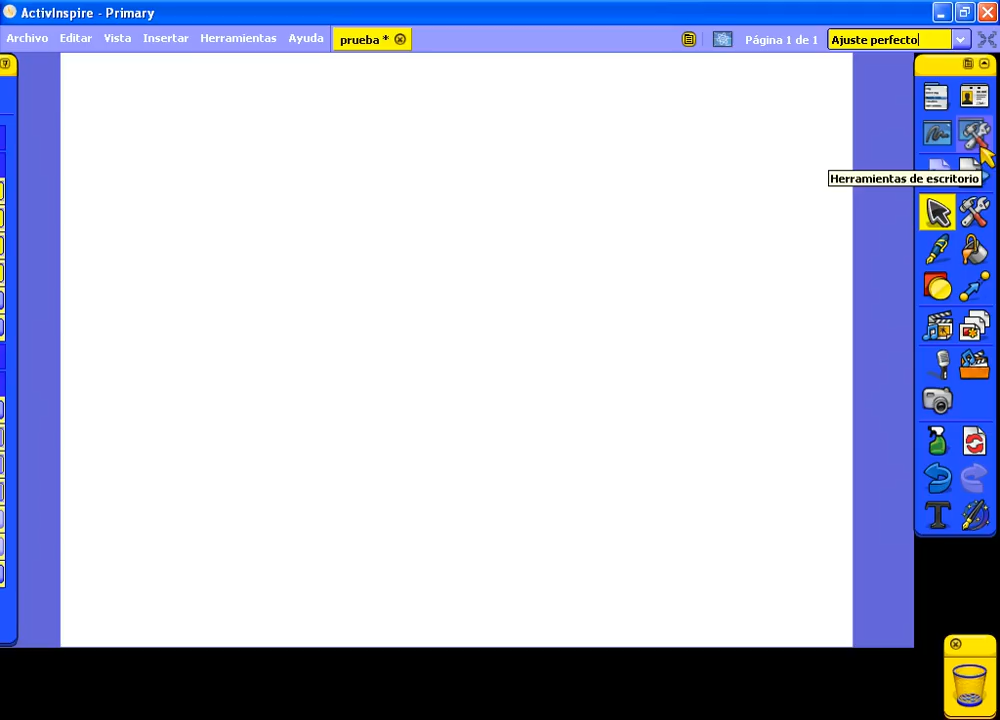 ActivInspire - Primary
Archivo Editar Vista Insertar Herramientas Ayuda prueba * Página 1 de 1 Ajuste perfecto
Herramientas de escritorio